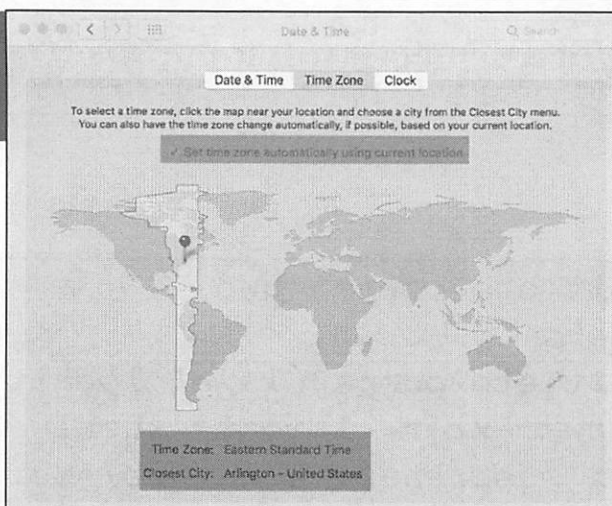 Date & Time
Search
Date & Time Time Zone Clock
To select a time zone, click the map near your location and choose a city from the Closest City menu.
You can also have the time zone change automatically, if possible, based on your current location.
✓ Set time zone automatically using current location
Time Zone: Eastern Standard Time
Closest City: Arlington – United States